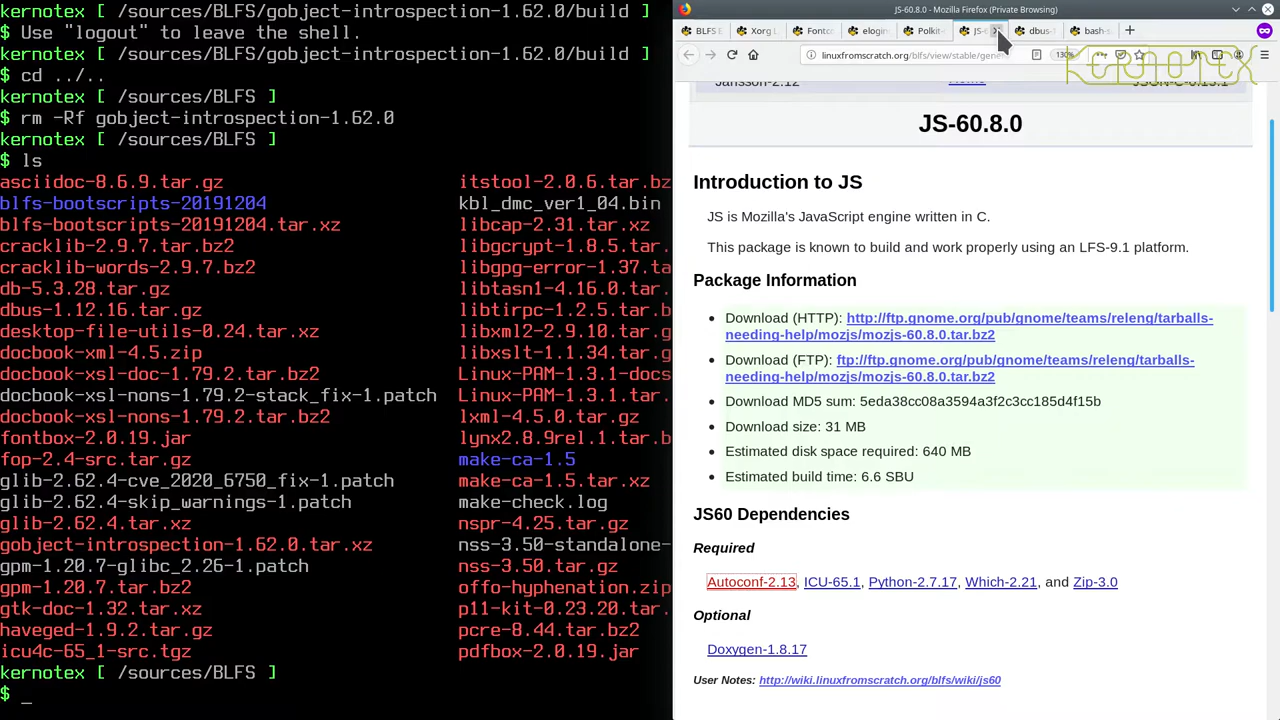 kernotex [ /sources/BLFS/gobject-introspection-1.62.0/build ]
$ Use "logout" to leave the shell.
kernotex [ /sources/BLFS/gobject-introspection-1.62.0/build ]
$ cd ../..
kernotex [ /sources/BLFS ]
$ rm -Rf gobject-introspection-1.62.0
kernotex [ /sources/BLFS ]
$ ls
asciidoc-8.6.9.tar.gz itstool-2.0.6.tar.bz
blfs-bootscripts-20191204 kbl_dmc_ver1_04.bin
blfs-bootscripts-20191204.tar.xz libcap-2.31.tar.xz
cracklib-2.9.7.tar.bz2 libgcrypt-1.8.5.tar.
cracklib-words-2.9.7.bz2 libgpg-error-1.37.ta
db-5.3.28.tar.gz libtasn1-4.16.0.tar.
dbus-1.12.16.tar.gz libtirpc-1.2.5.tar.b
desktop-file-utils-0.24.tar.xz libxml2-2.9.10.tar.g
docbook-xml-4.5.zip libxslt-1.1.34.tar.g
docbook-xsl-doc-1.79.2.tar.bz2 Linux-PAM-1.3.1-docs
docbook-xsl-nons-1.79.2-stack_fix-1.patch Linux-PAM-1.3.1.tar.
docbook-xsl-nons-1.79.2.tar.bz2 lxml-4.5.0.tar.gz
fontbox-2.0.19.jar lynx2.8.9rel.1.tar.b
fop-2.4-src.tar.gz make-ca-1.5
glib-2.62.4-cve_2020_6750_fix-1.patch make-ca-1.5.tar.xz
glib-2.62.4-skip_warnings-1.patch make-check.log
glib-2.62.4.tar.xz nspr-4.25.tar.gz
gobject-introspection-1.62.0.tar.xz nss-3.50-standalone-
gpm-1.20.7-glibc_2.26-1.patch nss-3.50.tar.gz
gpm-1.20.7.tar.bz2 offo-hyphenation.zip
gtk-doc-1.32.tar.xz p11-kit-0.23.20.tar.
haveged-1.9.2.tar.gz pcre-8.44.tar.bz2
icu4c-65_1-src.tgz pdfbox-2.0.19.jar
kernotex [ /sources/BLFS ]
$ _
JS-60.8.0 - Mozilla Firefox (Private Browsing)
BLFS E Xorg L Fontc elogin Polkit- JS-6 dbus-1 bash-s
linuxfromscratch.org/blfs/view/stable/gene 130%
KERNOTEX
Jansson-2.12 Home JSON-C-0.13.1
JS-60.8.0
Introduction to JS
JS is Mozilla's JavaScript engine written in C.
This package is known to build and work properly using an LFS-9.1 platform.
Package Information
• Download (HTTP): http://ftp.gnome.org/pub/gnome/teams/releng/tarballs-
needing-help/mozjs/mozjs-60.8.0.tar.bz2
• Download (FTP): ftp://ftp.gnome.org/pub/gnome/teams/releng/tarballs-
needing-help/mozjs/mozjs-60.8.0.tar.bz2
• Download MD5 sum: 5eda38cc08a3594a3f2c3cc185d4f15b
• Download size: 31 MB
• Estimated disk space required: 640 MB
• Estimated build time: 6.6 SBU
JS60 Dependencies
Required
Autoconf-2.13, ICU-65.1, Python-2.7.17, Which-2.21, and Zip-3.0
Optional
Doxygen-1.8.17
User Notes: http://wiki.linuxfromscratch.org/blfs/wiki/js60